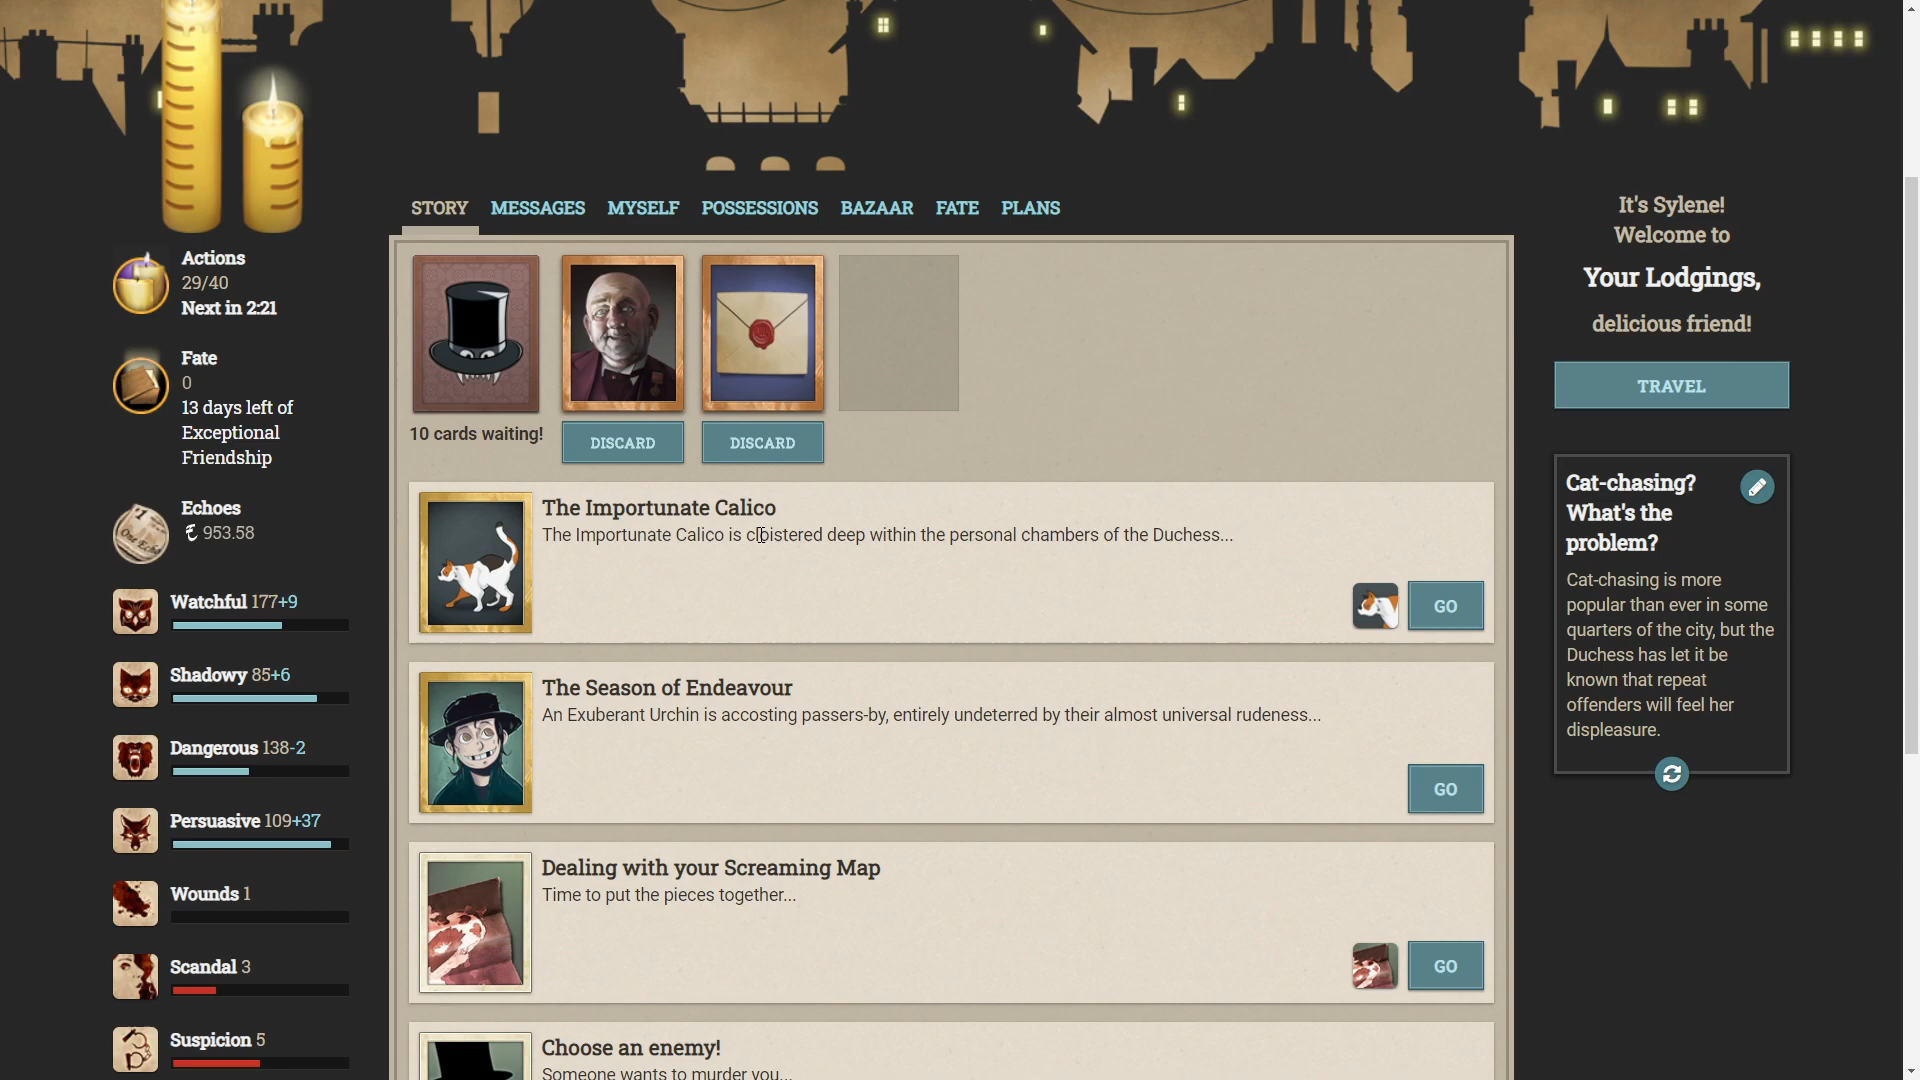 STORY MESSAGES MYSELF POSSESSIONS BAZAAR FATE PLANS
Actions
29/40
Next in 2:21
Fate
0
13 days left of
Exceptional
Friendship
Echoes
953.58
Watchful 177+9
Shadowy 85+6
Dangerous 138-2
Persuasive 109+37
Wounds 1
Scandal 3
Suspicion 5
10 cards waiting!
DISCARD
DISCARD
The Importunate Calico
The Importunate Calico is cloistered deep within the personal chambers of the Duchess...
GO
The Season of Endeavour
An Exuberant Urchin is accosting passers-by, entirely undeterred by their almost universal rudeness...
GO
Dealing with your Screaming Map
Time to put the pieces together...
GO
Choose an enemy!
Someone wants to murder you...
It's Sylene!
Welcome to
Your Lodgings,
delicious friend!
TRAVEL
Cat-chasing?
What's the
problem?
Cat-chasing is more
popular than ever in some
quarters of the city, but the
Duchess has let it be
known that repeat
offenders will feel her
displeasure.